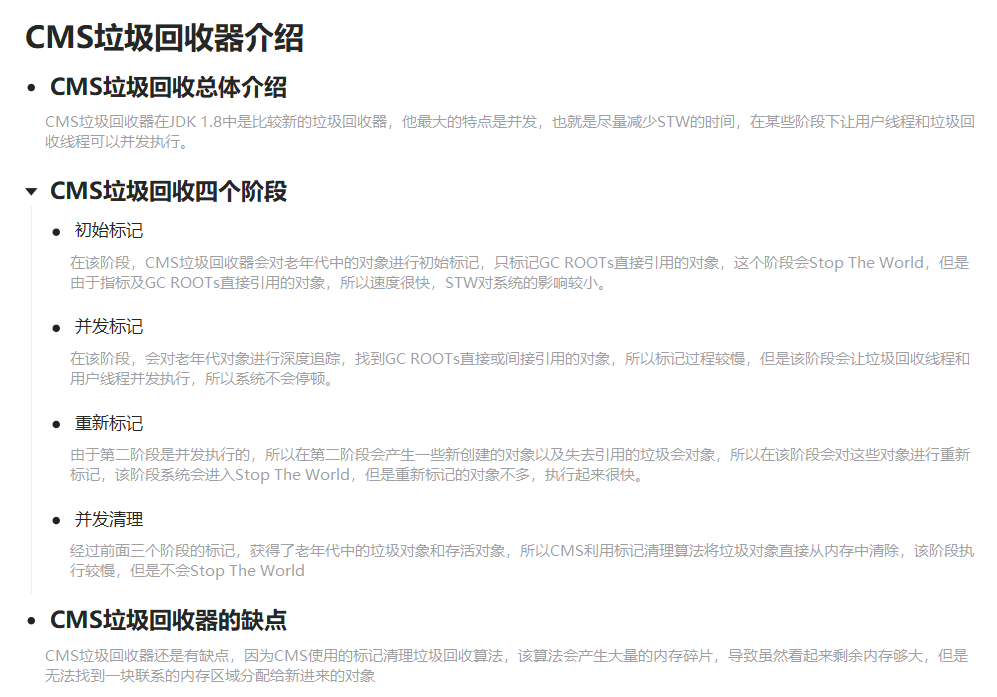 CMS垃圾回收器介绍
CMS垃圾回收总体介绍
CMS垃圾回收器在JDK 1.8中是比较新的垃圾回收器，他最大的特点是并发，也就是尽量减少STW的时间，在某些阶段下让用户线程和垃圾回
收线程可以并发执行。
CMS垃圾回收四个阶段
初始标记
在该阶段，CMS垃圾回收器会对老年代中的对象进行初始标记，只标记GC ROOTs直接引用的对象，这个阶段会Stop The World，但是
由于指标及GC ROOTs直接引用的对象，所以速度很快，STW对系统的影响较小。
并发标记
在该阶段，会对老年代对象进行深度追踪，找到GC ROOTs直接或间接引用的对象，所以标记过程较慢，但是该阶段会让垃圾回收线程和
用户线程并发执行，所以系统不会停顿。
重新标记
由于第二阶段是并发执行的，所以在第二阶段会产生一些新创建的对象以及失去引用的垃圾会对象，所以在该阶段会对这些对象进行重新
标记，该阶段系统会进入Stop The World，但是重新标记的对象不多，执行起来很快。
并发清理
经过前面三个阶段的标记，获得了老年代中的垃圾对象和存活对象，所以CMS利用标记清理算法将垃圾对象直接从内存中清除，该阶段执
行较慢，但是不会Stop The World
CMS垃圾回收器的缺点
CMS垃圾回收器还是有缺点，因为CMS使用的标记清理垃圾回收算法，该算法会产生大量的内存碎片，导致虽然看起来剩余内存够大，但是
无法找到一块联系的内存区域分配给新进来的对象